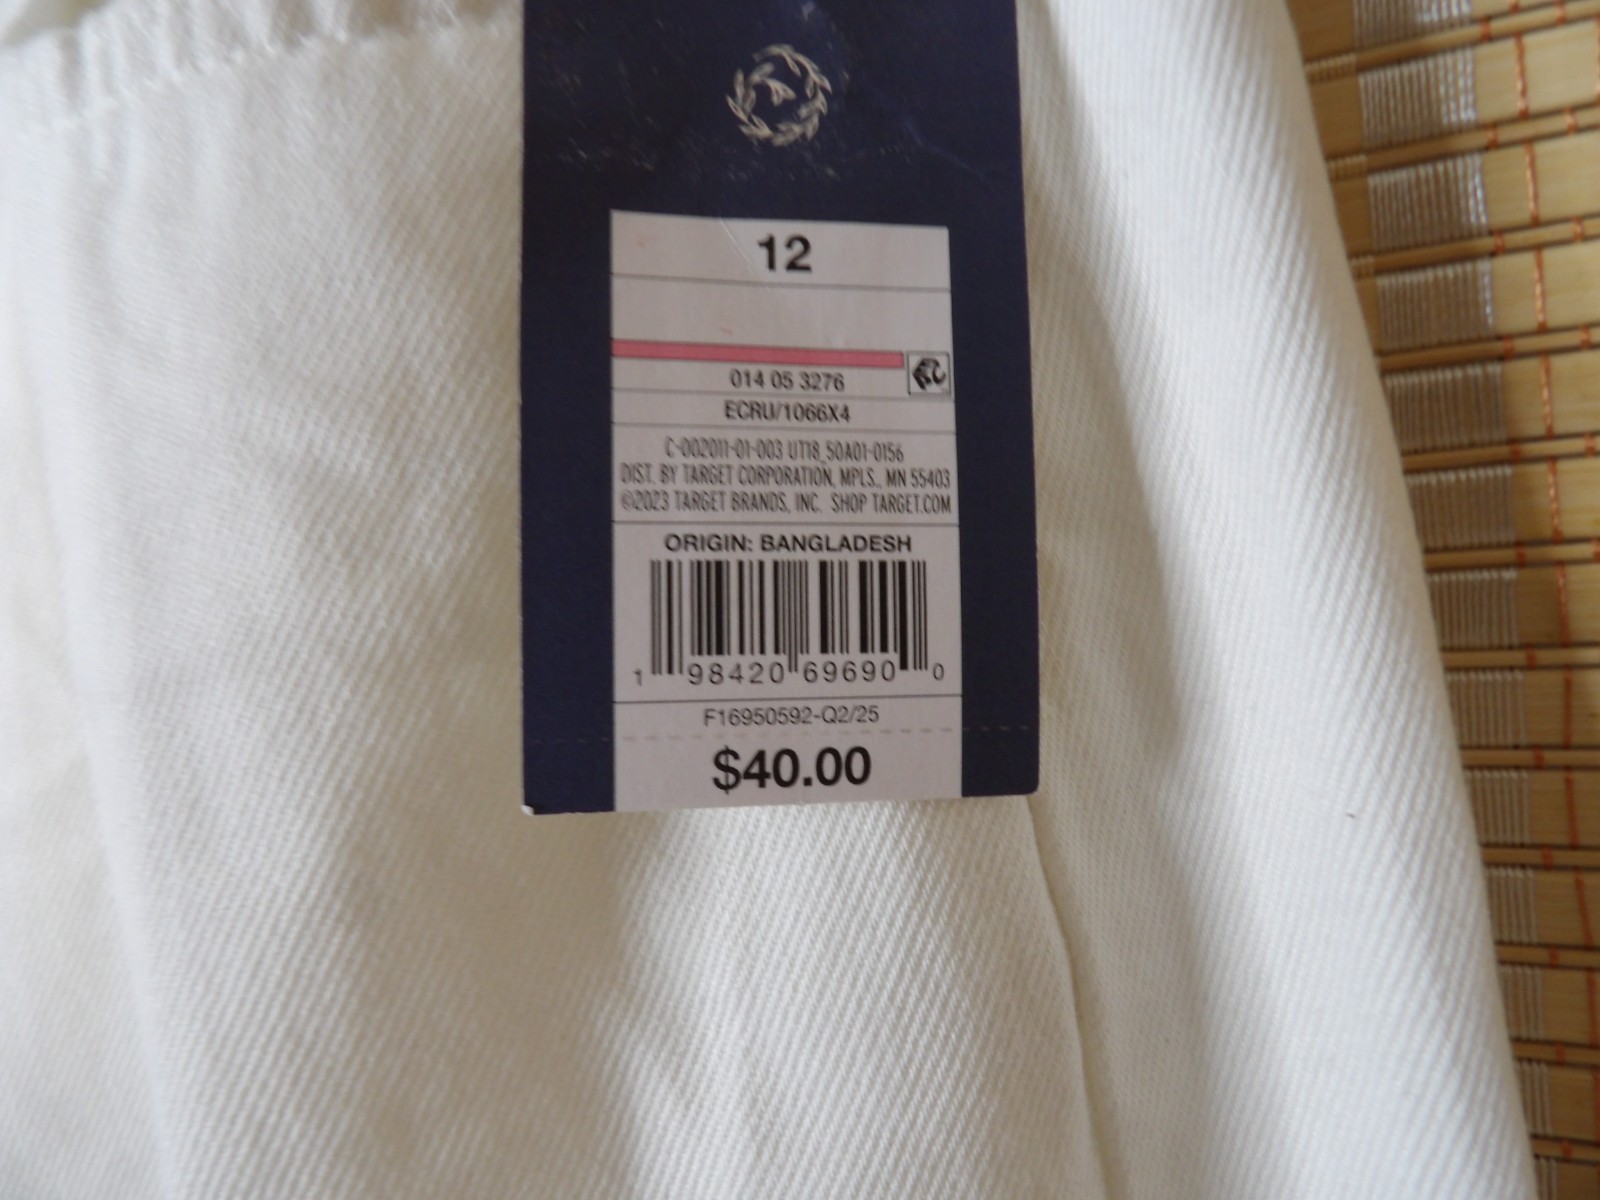 12
014 05 3276
ECRU/1066X4
C-002011-01-003 UT18_50A01-0156
DIST. BY TARGET CORPORATION, MPLS., MN 55403
©2023 TARGET BRANDS, INC. SHOP TARGET.COM
ORIGIN: BANGLADESH
1 98420 69690 0
F16950592-Q2/25
$40.00